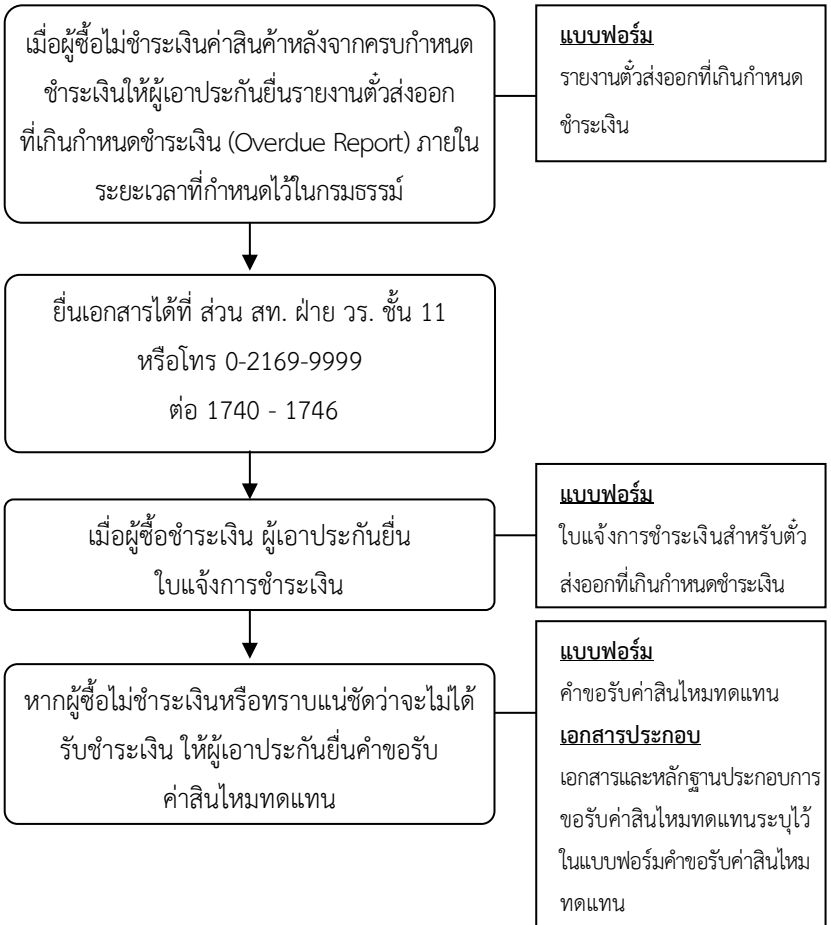 เมื่อผู้ซื้อไม่ชำระเงินค่าสินค้าหลังจากครบกำหนด
ชำระเงินให้ผู้เอาประกันยื่นรายงานตั๋วส่งออก
ที่เกินกำหนดชำระเงิน (Overdue Report) ภายใน
ระยะเวลาที่กำหนดไว้ในกรมธรรม์
แบบฟอร์ม
รายงานตั๋วส่งออกที่เกินกำหนด
ชำระเงิน
ยื่นเอกสารได้ที่ ส่วน สท. ฝ่าย วร. ชั้น 11
หรือโทร 0-2169-9999
ต่อ 1740 - 1746
เมื่อผู้ซื้อชำระเงิน ผู้เอาประกันยื่น
ใบแจ้งการชำระเงิน
แบบฟอร์ม
ใบแจ้งการชำระเงินสำหรับตั๋ว
ส่งออกที่เกินกำหนดชำระเงิน
หากผู้ซื้อไม่ชำระเงินหรือทราบแน่ชัดว่าจะไม่ได้
รับชำระเงิน ให้ผู้เอาประกันยื่นคำขอรับ
ค่าสินไหมทดแทน
แบบฟอร์ม
คำขอรับค่าสินไหมทดแทน
เอกสารประกอบ
เอกสารและหลักฐานประกอบการ
ขอรับค่าสินไหมทดแทนระบุไว้
ในแบบฟอร์มคำขอรับค่าสินไหม
ทดแทน